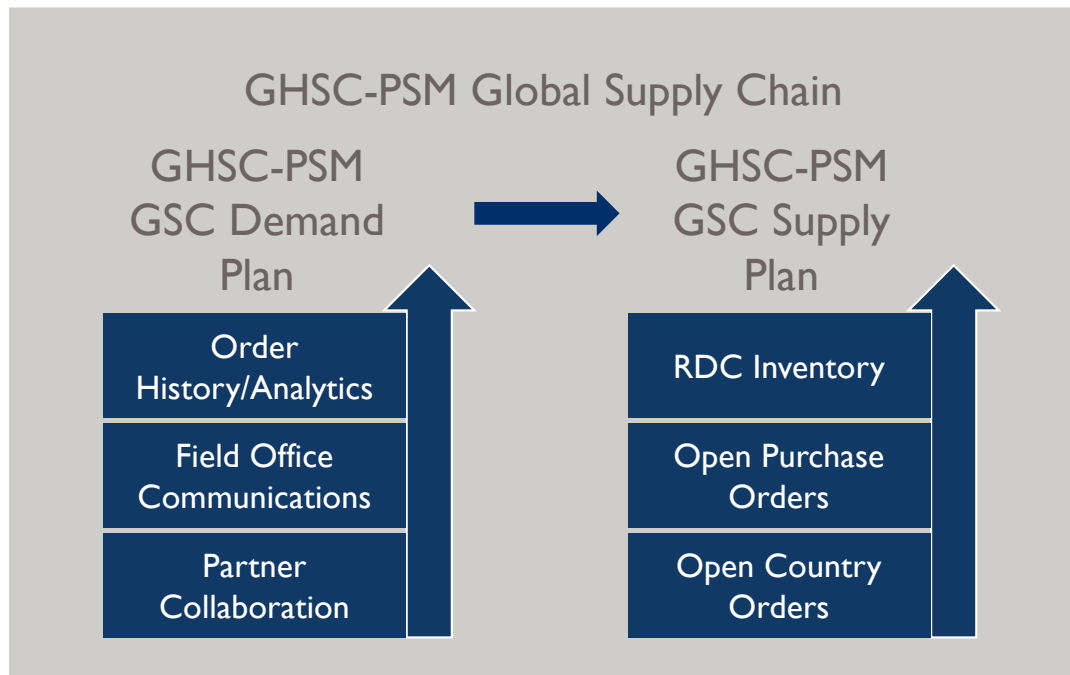 GHSC-PSM Global Supply Chain
GHSC-PSM
GSC Demand
Plan
Order
History/Analytics
Field Office
Communications
Partner
Collaboration
GHSC-PSM
GSC Supply
Plan
RDC Inventory
Open Purchase
Orders
Open Country
Orders